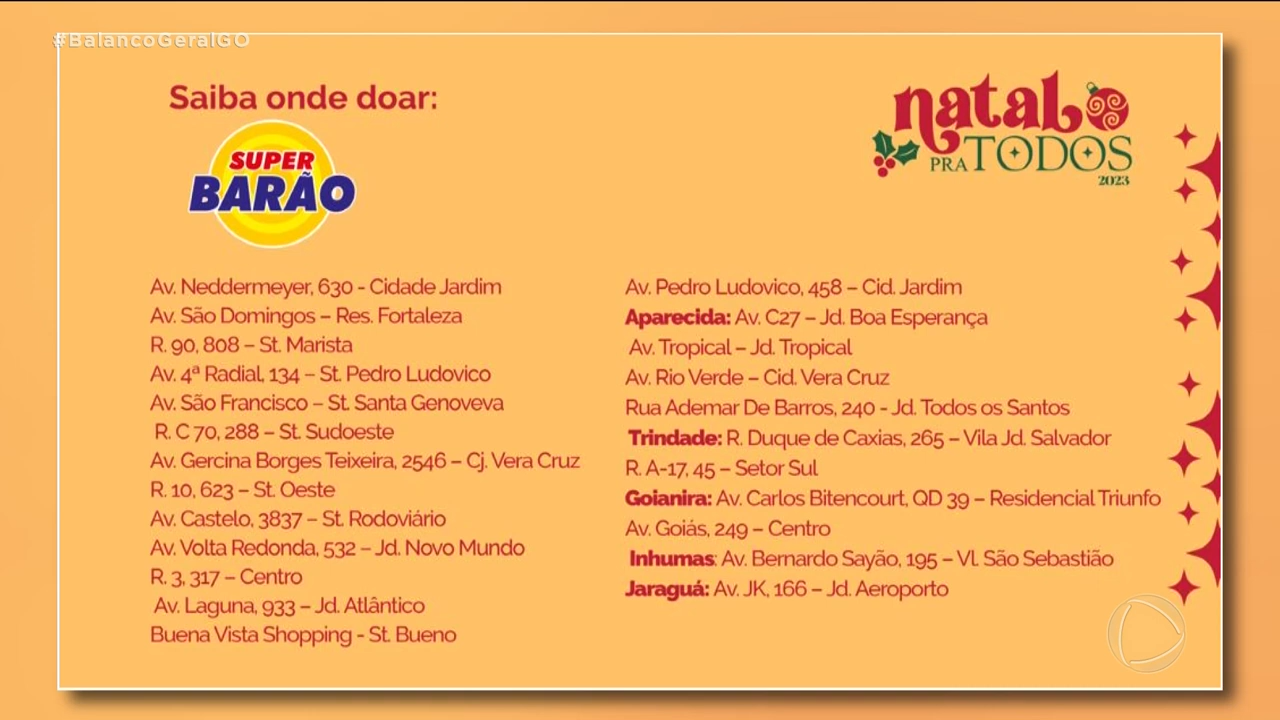 #BalancoGeralGO
Saiba onde doar:
SUPER
BARÃO
natal
PRA TODOS
2023
Av. Neddermeyer, 630 - Cidade Jardim
Av. São Domingos – Res. Fortaleza
R. 90, 808 – St. Marista
Av. 4ª Radial, 134 – St. Pedro Ludovico
Av. São Francisco – St. Santa Genoveva
R. C 70, 288 – St. Sudoeste
Av. Gercina Borges Teixeira, 2546 – Cj. Vera Cruz
R. 10, 623 – St. Oeste
Av. Castelo, 3837 – St. Rodoviário
Av. Volta Redonda, 532 – Jd. Novo Mundo
R. 3, 317 – Centro
Av. Laguna, 933 – Jd. Atlântico
Buena Vista Shopping - St. Bueno
Av. Pedro Ludovico, 458 – Cid. Jardim
Aparecida: Av. C27 – Jd. Boa Esperança
Av. Tropical – Jd. Tropical
Av. Rio Verde – Cid. Vera Cruz
Rua Ademar De Barros, 240 - Jd. Todos os Santos
Trindade: R. Duque de Caxias, 265 – Vila Jd. Salvador
R. A-17, 45 – Setor Sul
Goianira: Av. Carlos Bitencourt, QD 39 – Residencial Triunfo
Av. Goiás, 249 – Centro
Inhumas: Av. Bernardo Sayão, 195 – Vl. São Sebastião
Jaraguá: Av. JK, 166 – Jd. Aeroporto